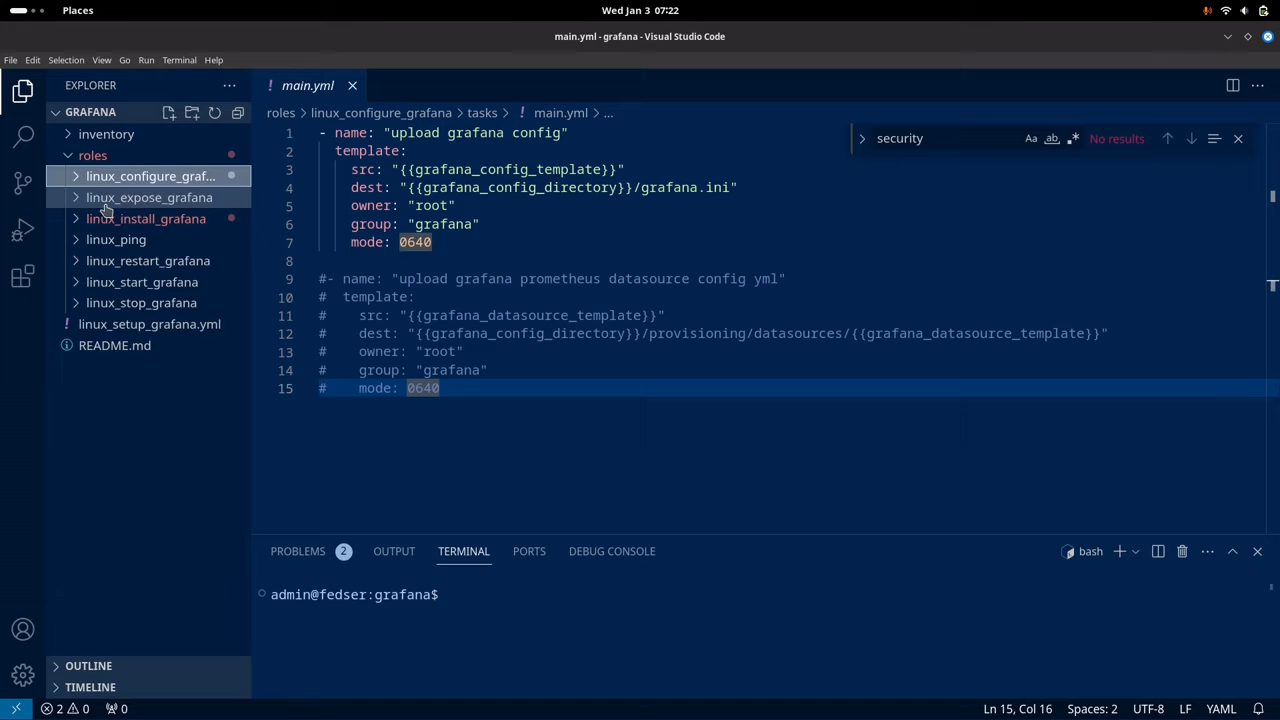 Places
Wed Jan 3 07:22
main.yml - grafana - Visual Studio Code
File Edit Selection View Go Run Terminal Help
EXPLORER
GRAFANA
inventory
roles
linux_configure_graf...
linux_expose_grafana
linux_install_grafana
linux_ping
linux_restart_grafana
linux_start_grafana
linux_stop_grafana
! linux_setup_grafana.yml
README.md
OUTLINE
TIMELINE
! main.yml
roles > linux_configure_grafana > tasks > ! main.yml > ...
security
Aa ab .* No results
1 - name: "upload grafana config"
2 template:
3 src: "{{grafana_config_template}}"
4 dest: "{{grafana_config_directory}}/grafana.ini"
5 owner: "root"
6 group: "grafana"
7 mode: 0640
8
9 #- name: "upload grafana prometheus datasource config yml"
10 # template:
11 # src: "{{grafana_datasource_template}}"
12 # dest: "{{grafana_config_directory}}/provisioning/datasources/{{grafana_datasource_template}}"
13 # owner: "root"
14 # group: "grafana"
15 # mode: 0640
PROBLEMS 2 OUTPUT TERMINAL PORTS DEBUG CONSOLE
bash
admin@fedser:grafana$
2 0 0
Ln 15, Col 16 Spaces: 2 UTF-8 LF YAML